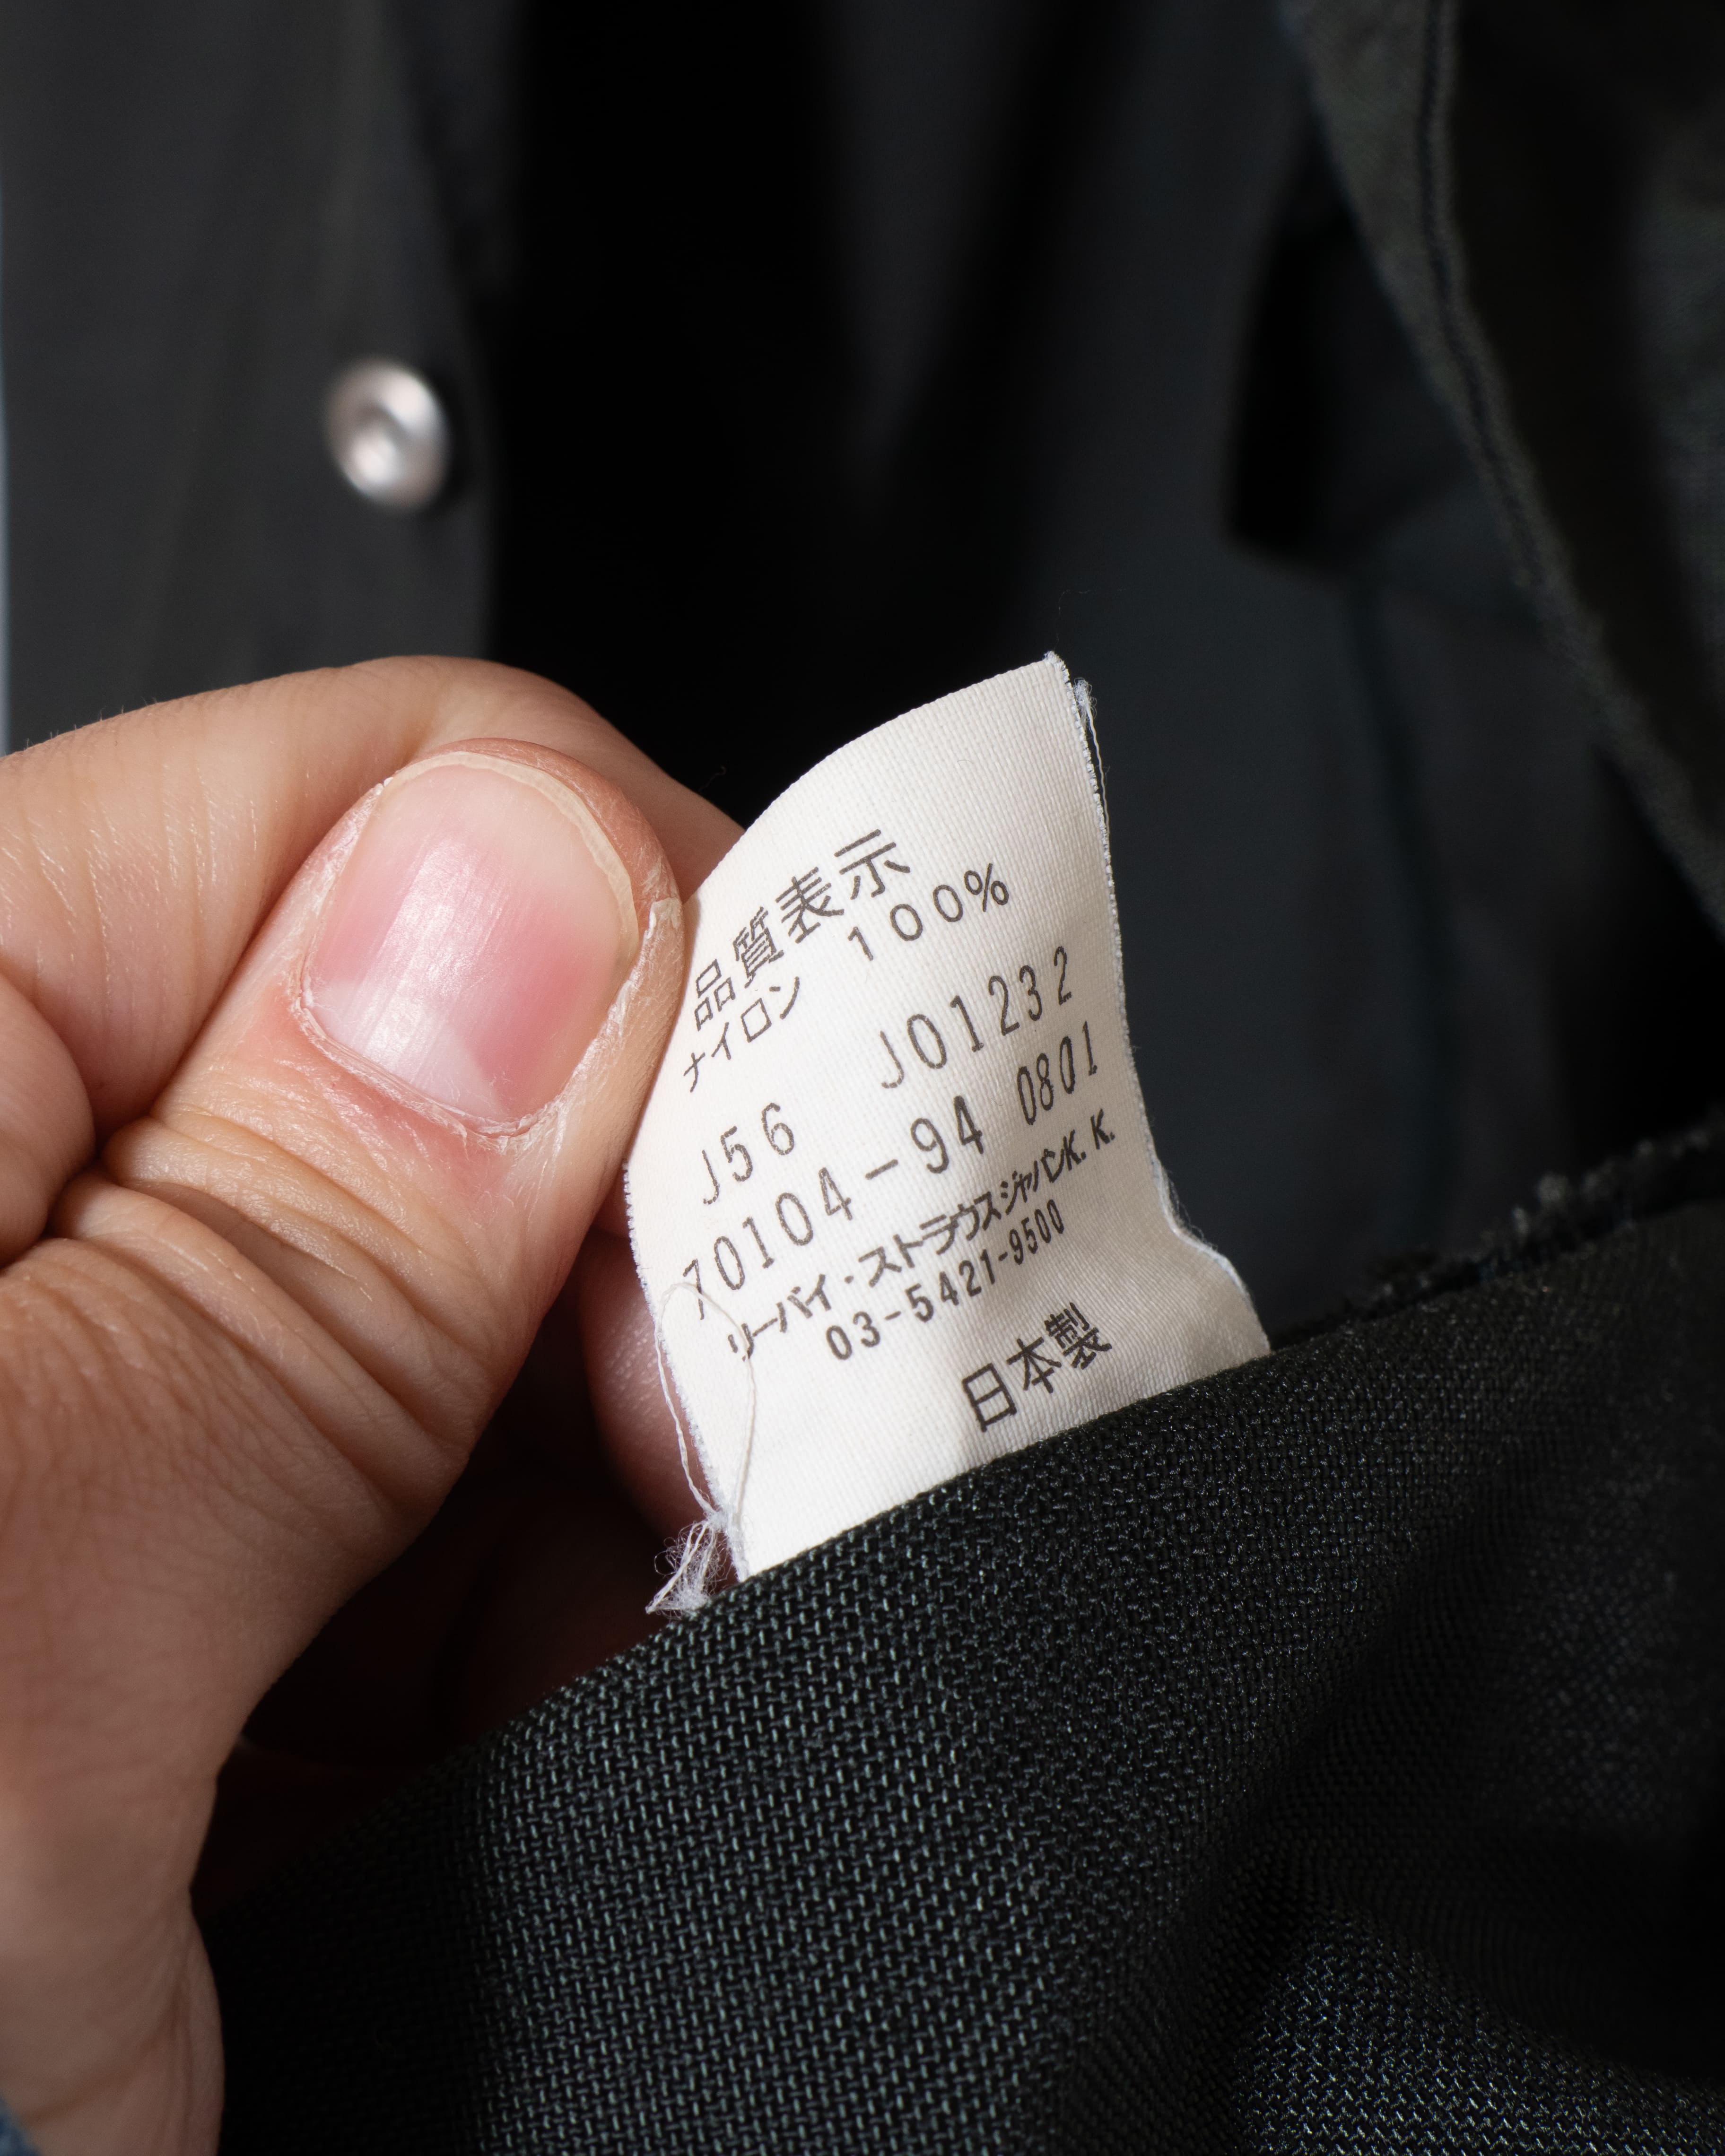 品質表示
ナイロン 100%
J56 J01232
70104-94 0801
リーバイ・ストラウスジャパンK.K.
03-5421-9500
日本製